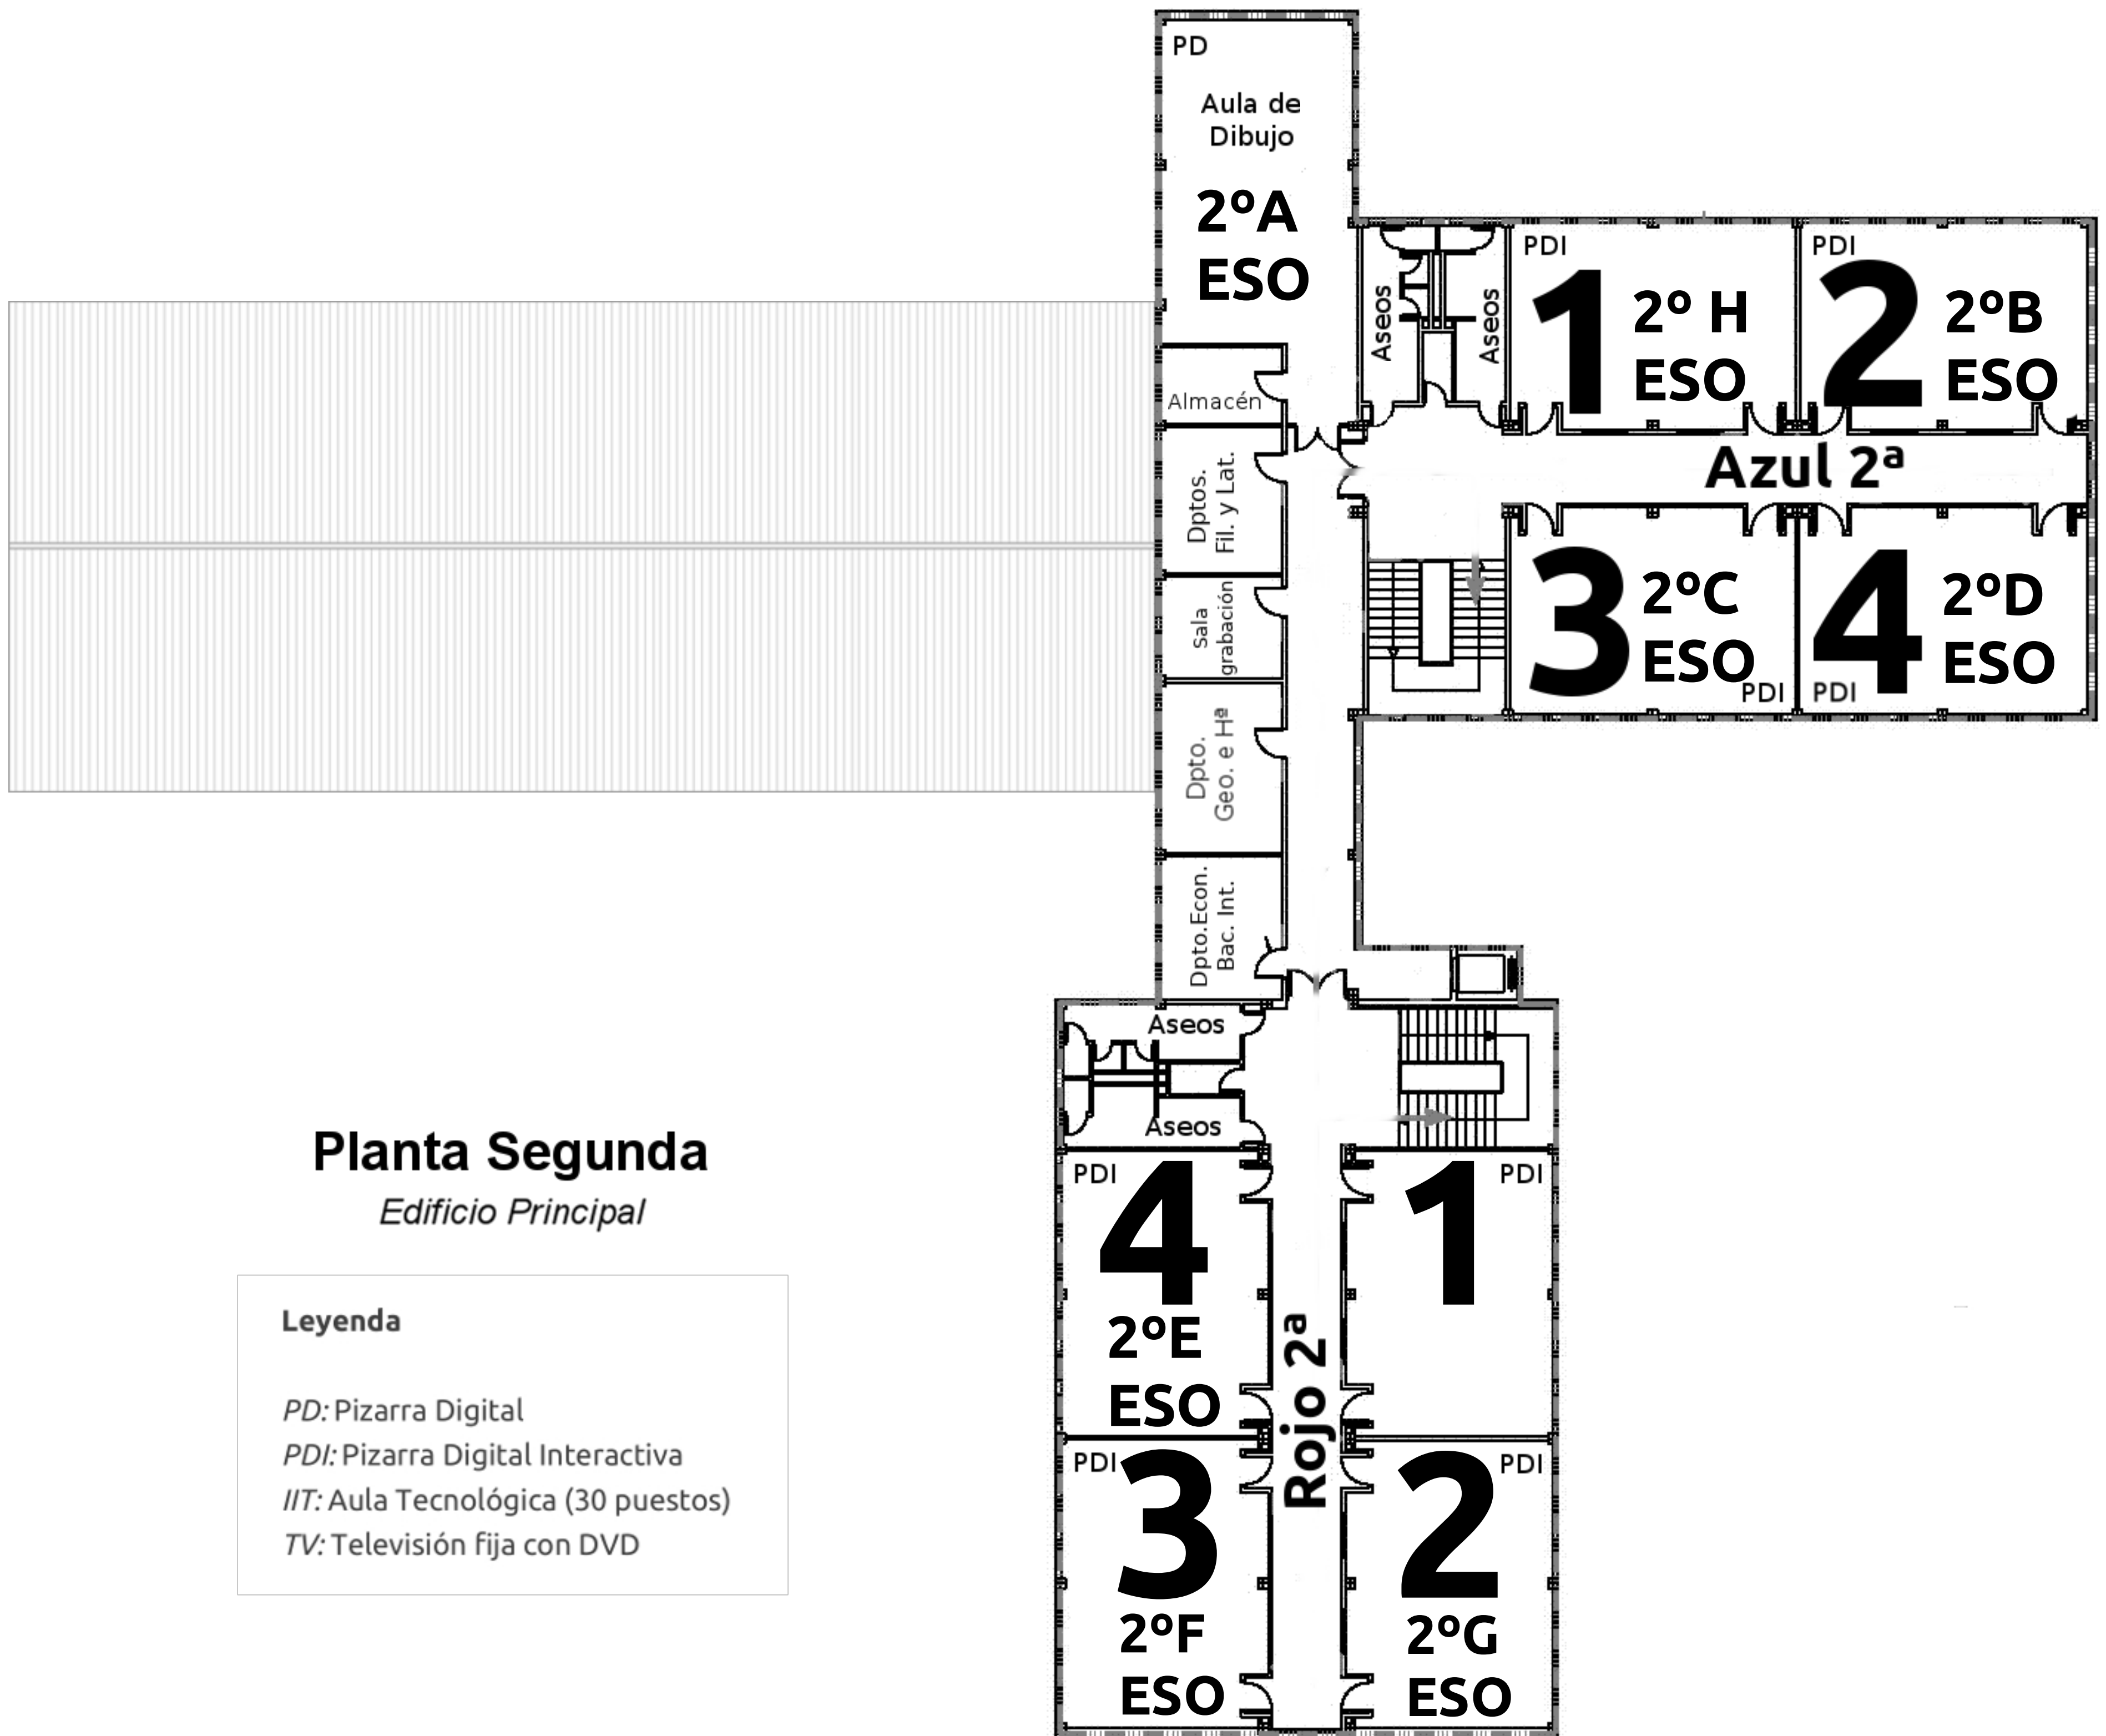 PD
Aula de
Dibujo
2ºA
ESO
Almacén
Dptos.
Fil. y Lat.
Sala
grabación
Dpto.
Geo. e Hª
Dpto.Econ.
Bac. Int.
Aseos
Aseos
PDI
1
2º H
ESO
PDI
2
2ºB
ESO
Azul 2ª
3
2ºC
ESO
PDI
4
2ºD
ESO
PDI
Aseos
Aseos
PDI
4
2ºE
ESO
PDI
1
Rojo 2ª
PDI
3
2ºF
ESO
PDI
2
2ºG
ESO
Planta Segunda
Edificio Principal
Leyenda
PD: Pizarra Digital
PDI: Pizarra Digital Interactiva
IIT: Aula Tecnológica (30 puestos)
TV: Televisión fija con DVD